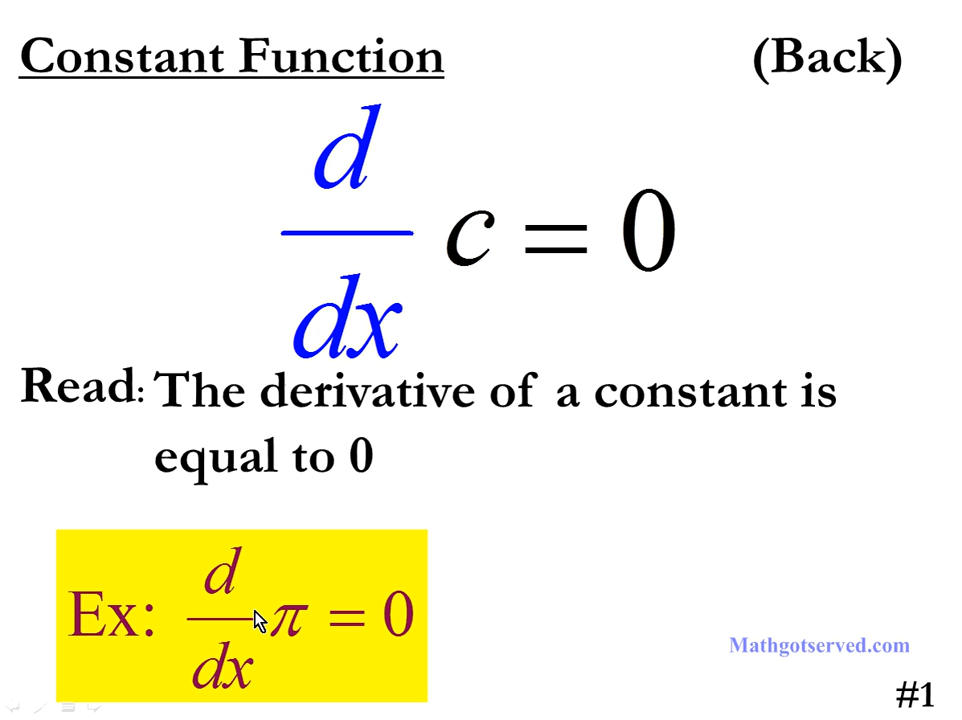 Constant Function (Back)
d/dx c = 0
Read: The derivative of a constant is
equal to 0
Ex: d/dx π = 0
Mathgotserved.com
#1